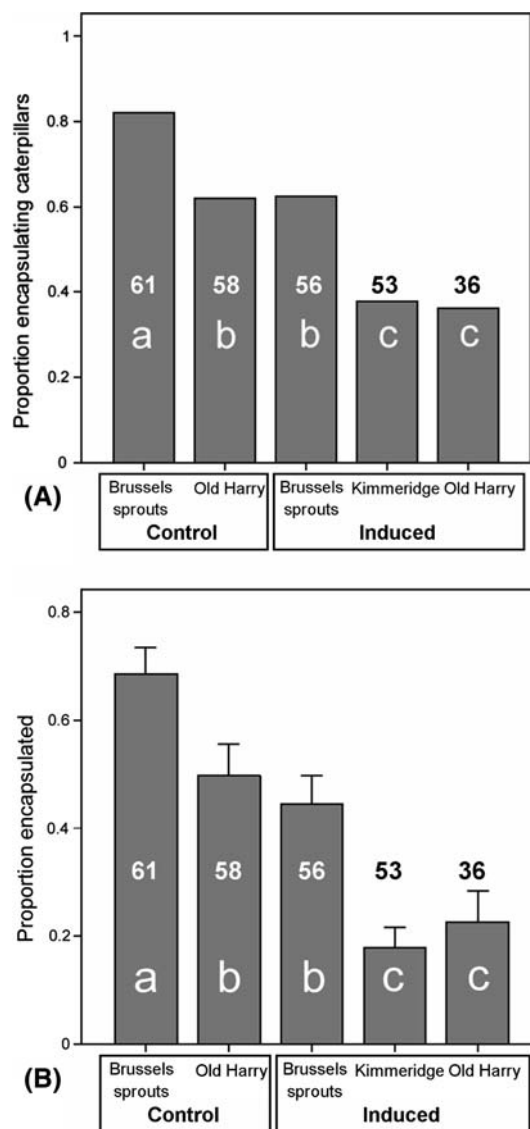 Proportion encapsulating caterpillars
1
0.8
0.6
0.4
0.2
0
61 58 56 53 36
a b b c c
Brussels sprouts Old Harry Brussels sprouts Kimmeridge Old Harry
Control Induced
(A)
Proportion encapsulated
0.8
0.6
0.4
0.2
0
61 58 56 53 36
a b b c c
Brussels sprouts Old Harry Brussels sprouts Kimmeridge Old Harry
Control Induced
(B)